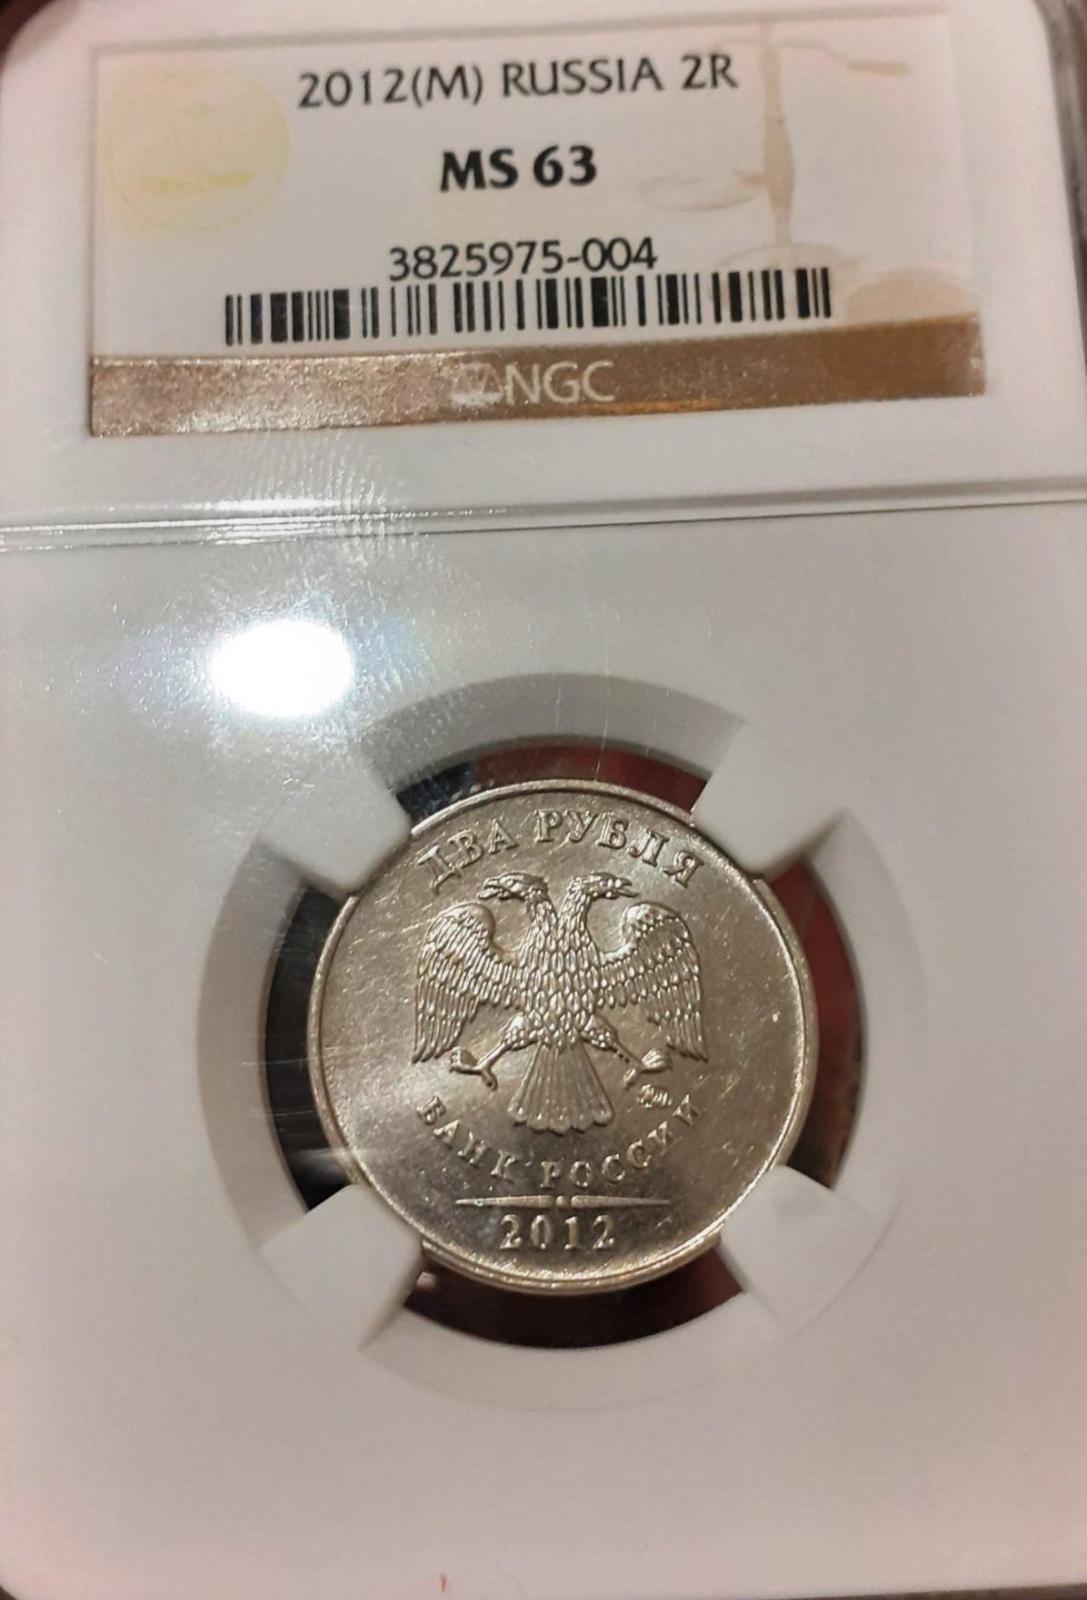 2012(M) RUSSIA 2R
MS 63
3825975-004
NGC
ДВА РУБЛЯ
БАНК РОССИИ
2012